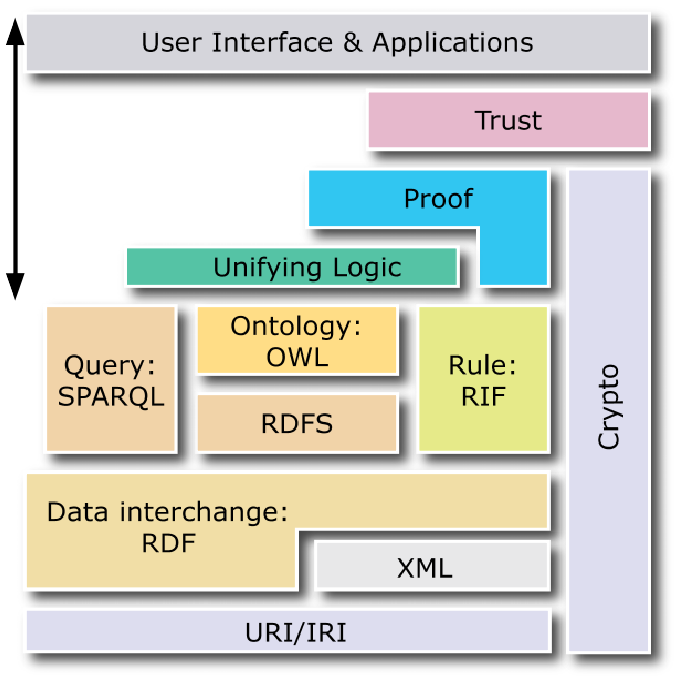 User Interface & Applications
Trust
Proof
Unifying Logic
Query:
SPARQL
Ontology:
OWL
RDFS
Rule:
RIF
Crypto
Data interchange:
RDF
XML
URI/IRI